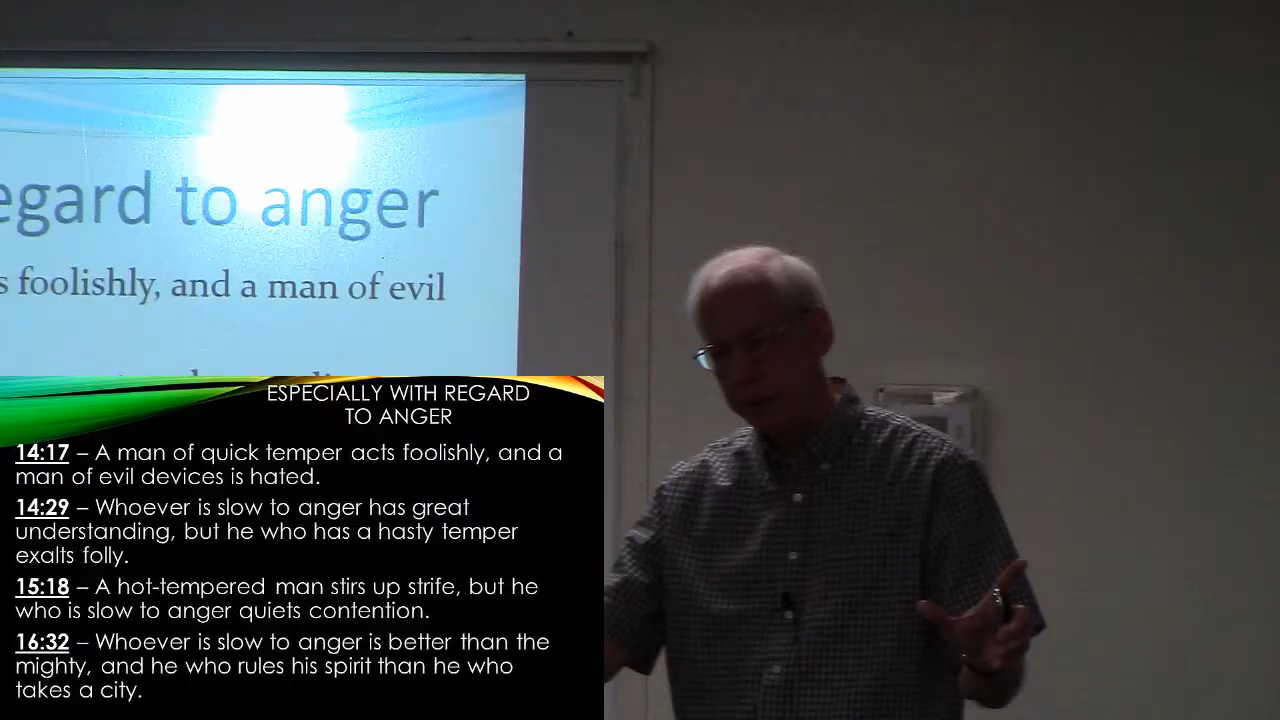 egard to anger
s foolishly, and a man of evil
ESPECIALLY WITH REGARD
TO ANGER
14:17 – A man of quick temper acts foolishly, and a
man of evil devices is hated.
14:29 – Whoever is slow to anger has great
understanding, but he who has a hasty temper
exalts folly.
15:18 – A hot-tempered man stirs up strife, but he
who is slow to anger quiets contention.
16:32 – Whoever is slow to anger is better than the
mighty, and he who rules his spirit than he who
takes a city.